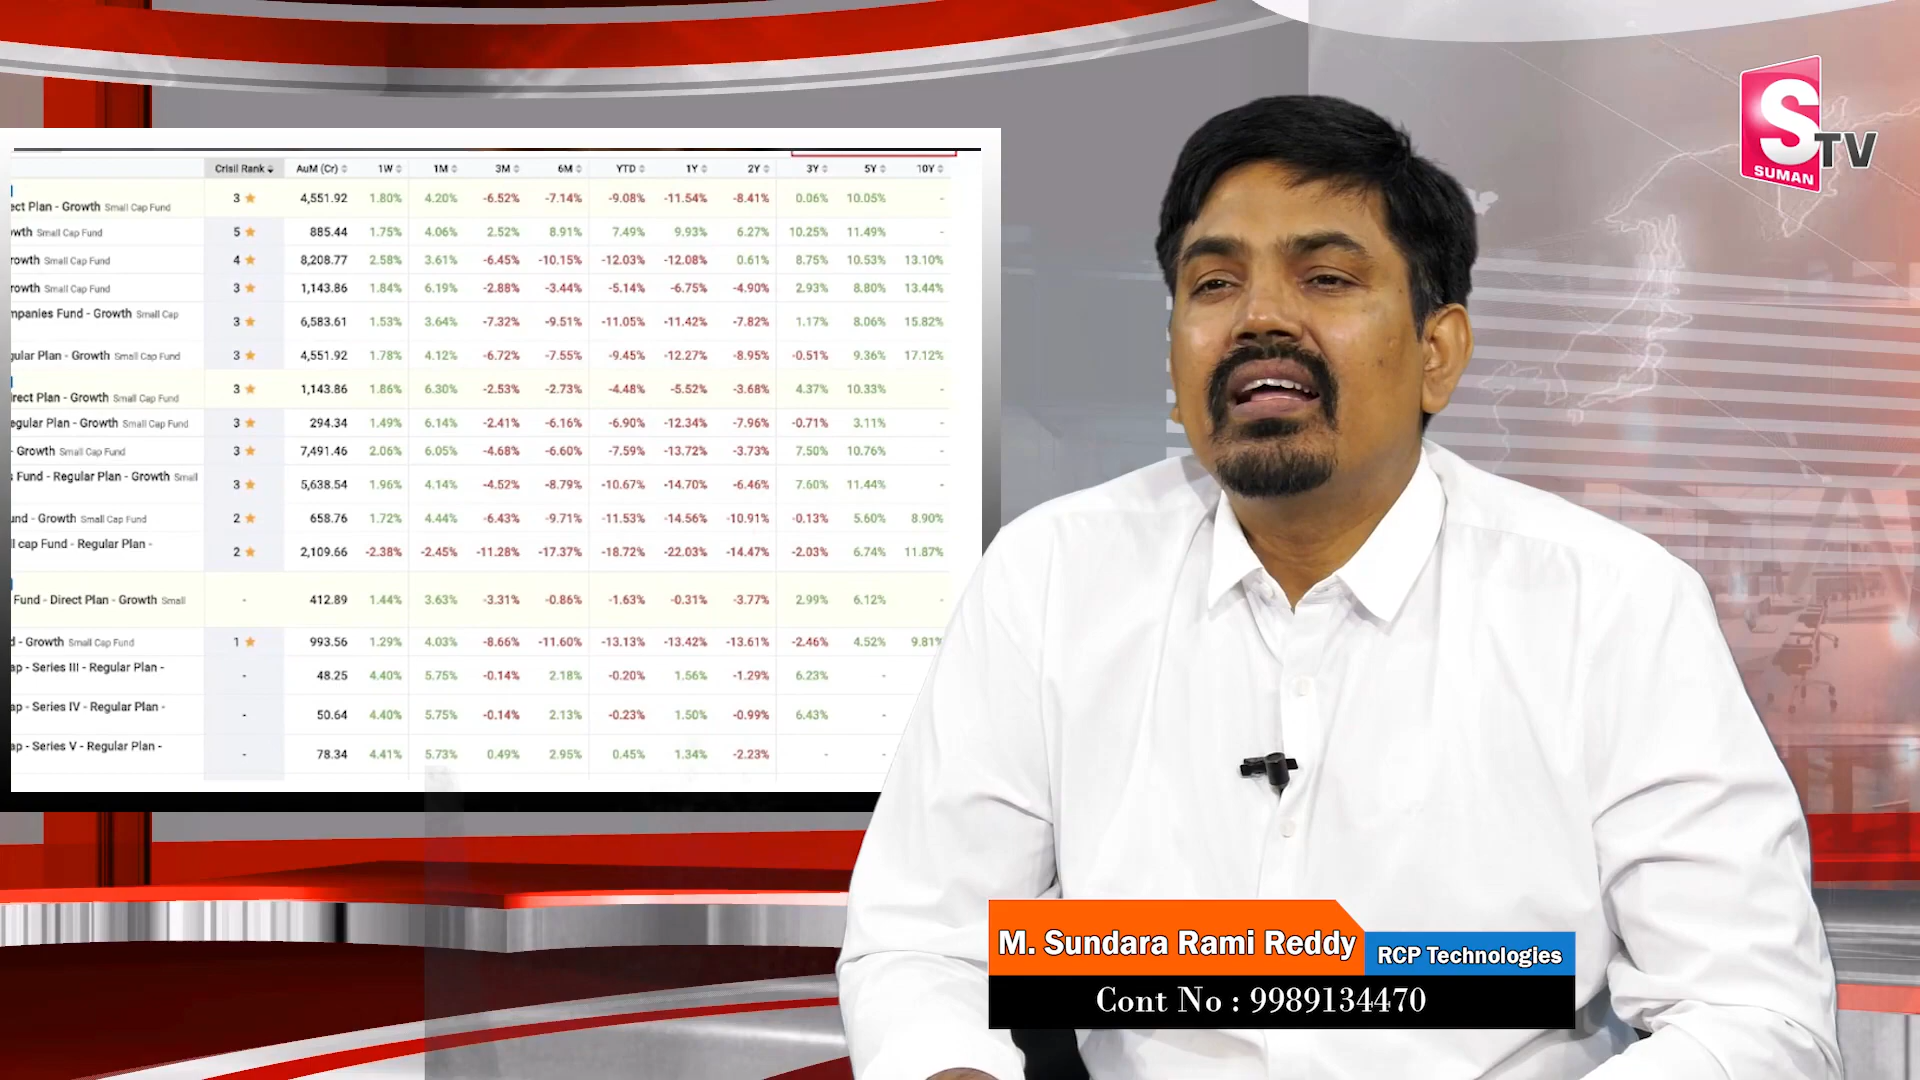 Crisil Rank AuM (Cr) 1W 1M 3M 6M YTD 1Y 2Y 3Y 5Y 10Y
ect Plan - Growth Small Cap Fund 3 4,551.92 1.80% 4.20% -6.52% -7.14% -9.08% -11.54% -8.41% 0.06% 10.05% -
wth Small Cap Fund 5 885.44 1.75% 4.06% 2.52% 8.91% 7.49% 9.93% 6.27% 10.25% 11.49% -
rowth Small Cap Fund 4 8,208.77 2.58% 3.61% -6.45% -10.15% -12.03% -12.08% 0.61% 8.75% 10.53% 13.10%
rowth Small Cap Fund 3 1,143.86 1.84% 6.19% -2.88% -3.44% -5.14% -6.75% -4.90% 2.93% 8.80% 13.44%
mpanies Fund - Growth Small Cap 3 6,583.61 1.53% 3.64% -7.32% -9.51% -11.05% -11.42% -7.82% 1.17% 8.06% 15.82%
gular Plan - Growth Small Cap Fund 3 4,551.92 1.78% 4.12% -6.72% -7.55% -9.45% -12.27% -8.95% -0.51% 9.36% 17.12%
irect Plan - Growth Small Cap Fund 3 1,143.86 1.86% 6.30% -2.53% -2.73% -4.48% -5.52% -3.68% 4.37% 10.33% -
egular Plan - Growth Small Cap Fund 3 294.34 1.49% 6.14% -2.41% -6.16% -6.90% -12.34% -7.96% -0.71% 3.11% -
- Growth Small Cap Fund 3 7,491.46 2.06% 6.05% -4.68% -6.60% -7.59% -13.72% -3.73% 7.50% 10.76% -
Fund - Regular Plan - Growth Small 3 5,638.54 1.96% 4.14% -4.52% -8.79% -10.67% -14.70% -6.46% 7.60% 11.44% -
und - Growth Small Cap Fund 2 658.76 1.72% 4.44% -6.43% -9.71% -11.53% -14.56% -10.91% -0.13% 5.60% 8.90%
ll cap Fund - Regular Plan - 2 2,109.66 -2.38% -2.45% -11.28% -17.37% -18.72% -22.03% -14.47% -2.03% 6.74% 11.87%
Fund - Direct Plan - Growth Small - 412.89 1.44% 3.63% -3.31% -0.86% -1.63% -0.31% -3.77% 2.99% 6.12% -
d - Growth Small Cap Fund 1 993.56 1.29% 4.03% -8.66% -11.60% -13.13% -13.42% -13.61% -2.46% 4.52% 9.81%
ap - Series III - Regular Plan - - 48.25 4.40% 5.75% -0.14% 2.18% -0.20% 1.56% -1.29% 6.23% -
ap - Series IV - Regular Plan - - 50.64 4.40% 5.75% -0.14% 2.13% -0.23% 1.50% -0.99% 6.43% -
ap - Series V - Regular Plan - - 78.34 4.41% 5.73% 0.49% 2.95% 0.45% 1.34% -2.23% - -
S TV
SUMAN
M. Sundara Rami Reddy
RCP Technologies
Cont No : 9989134470